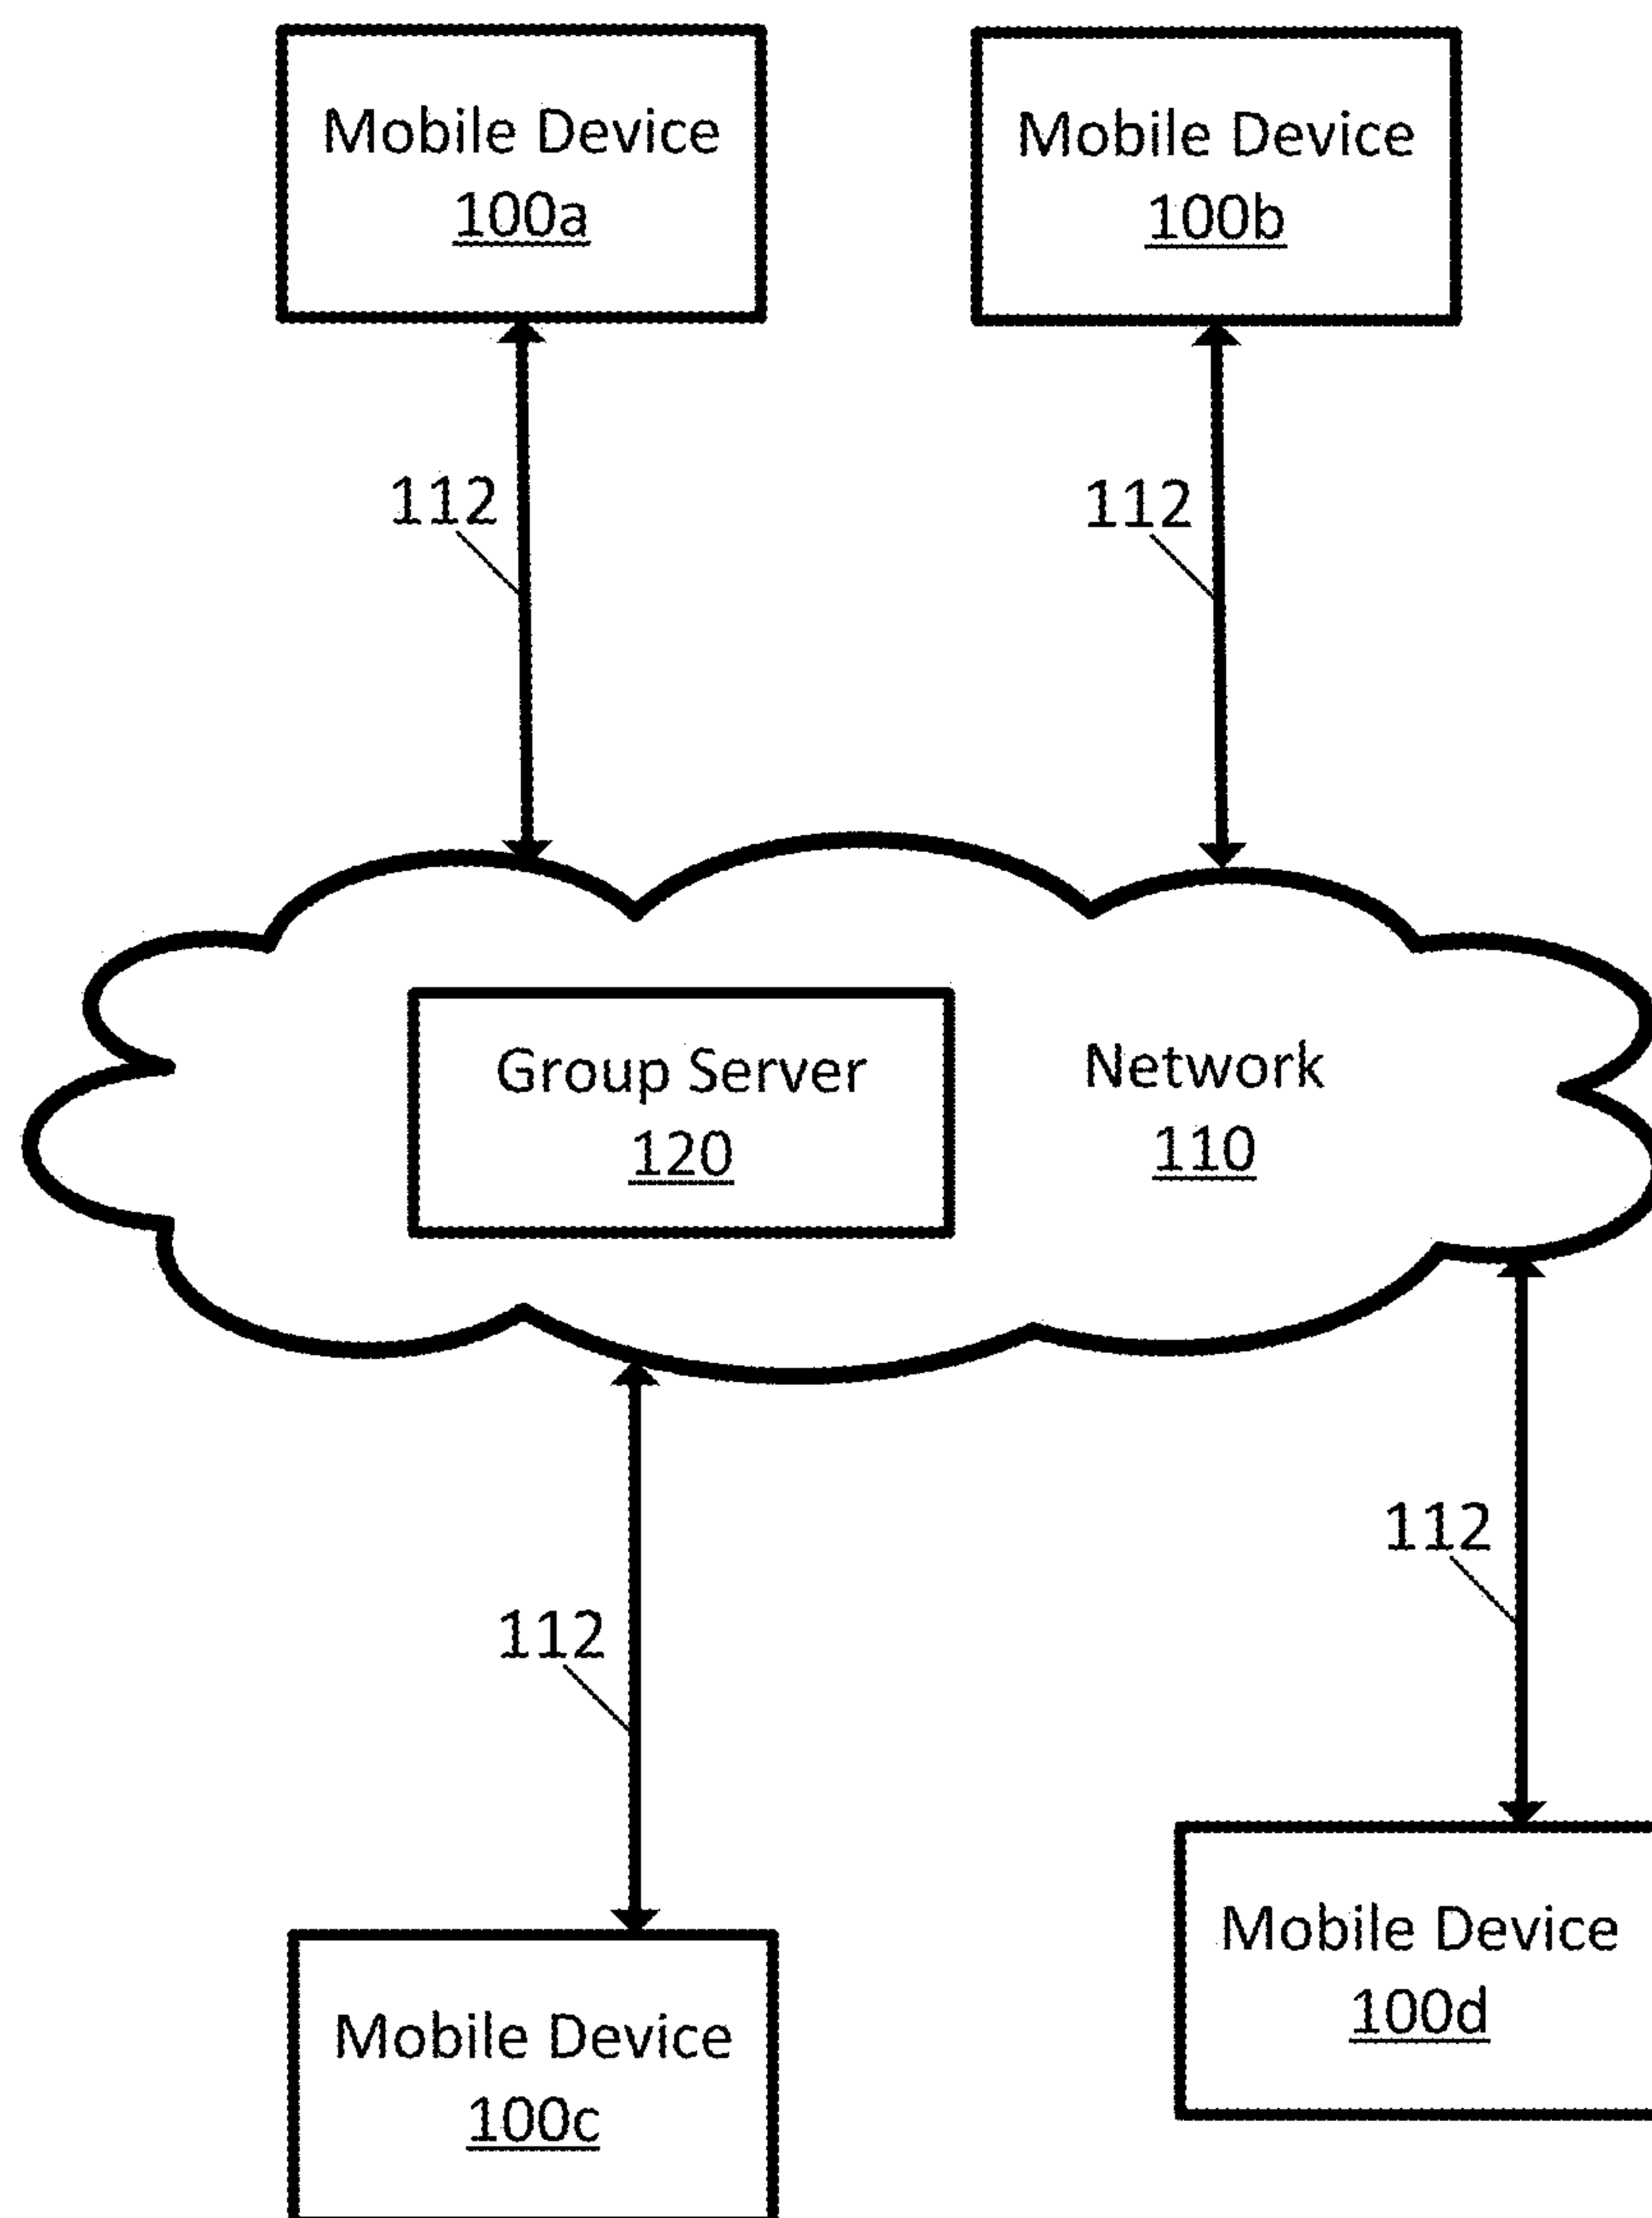 Mobile Device
100a
Mobile Device
100b
112
112
Group Server
120
Network
110
112
112
Mobile Device
100d
Mobile Device
100c